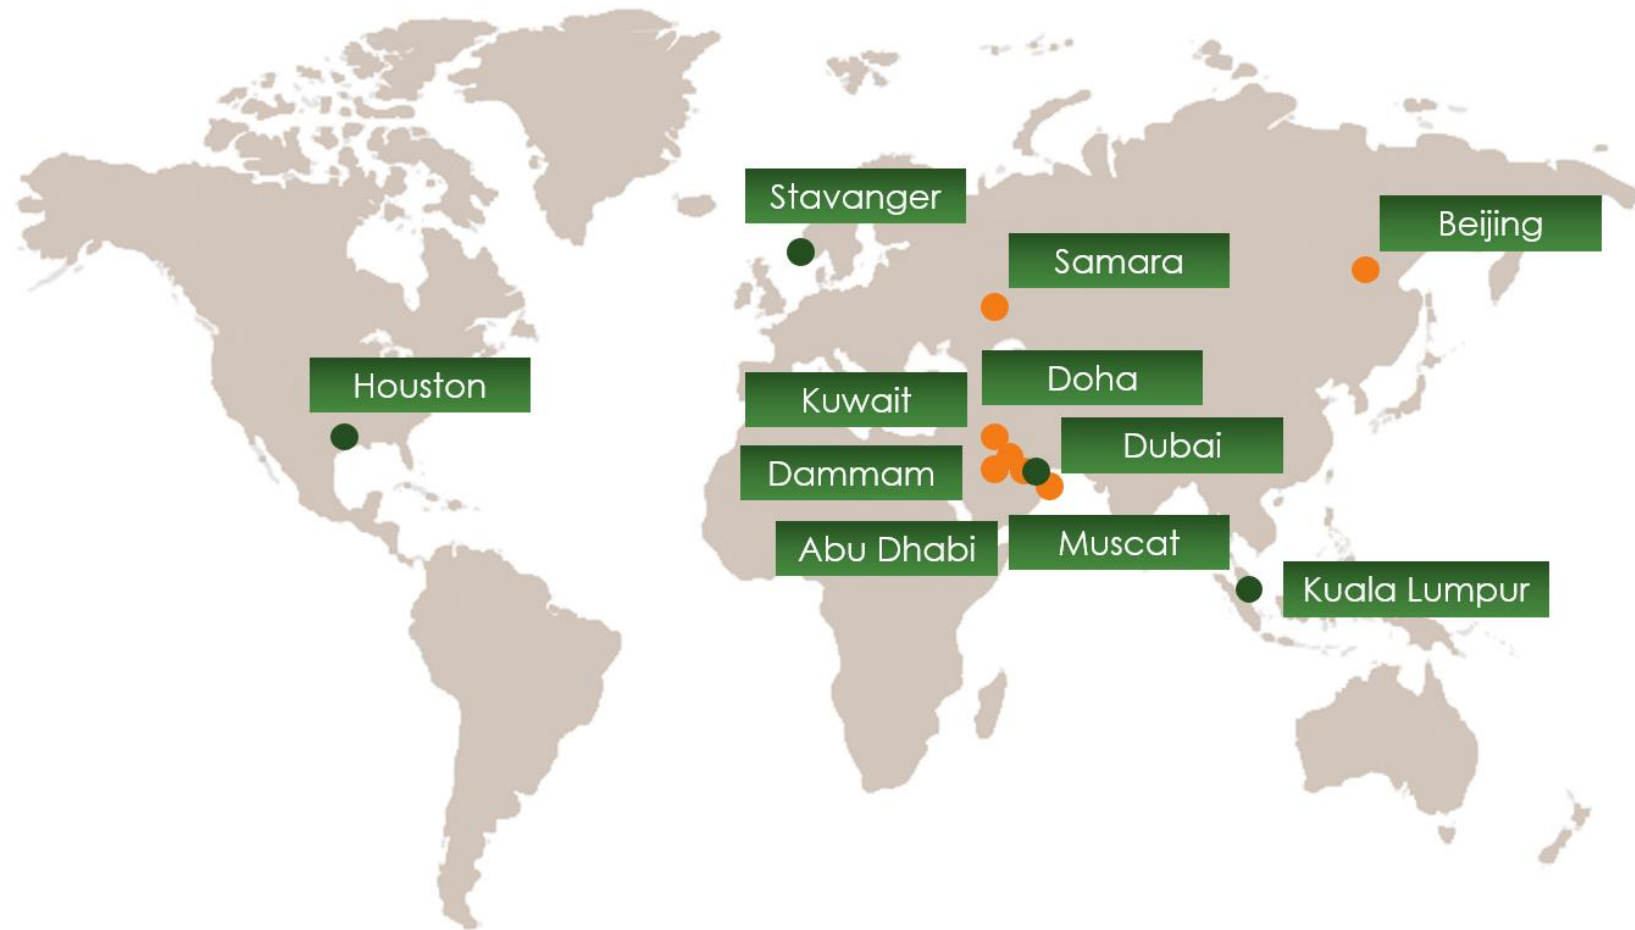 Stavanger
Beijing
Samara
Houston
Doha
Kuwait
Dubai
Dammam
Abu Dhabi
Muscat
Kuala Lumpur